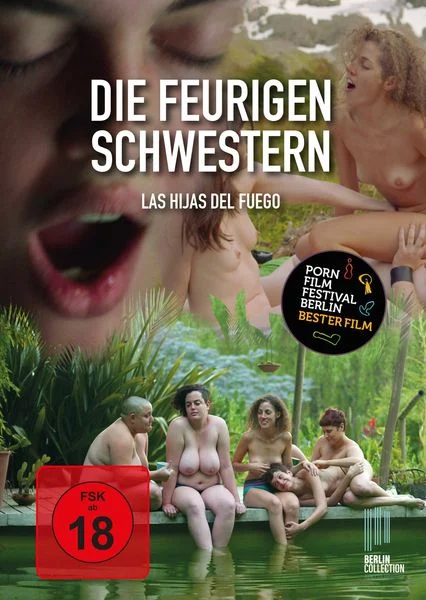 DIE FEURIGEN
SCHWESTERN
LAS HIJAS DEL FUEGO
PORN
FILM
FESTIVAL
BERLIN
BESTER FILM
FSK
ab
18
BERLIN
COLLECTION